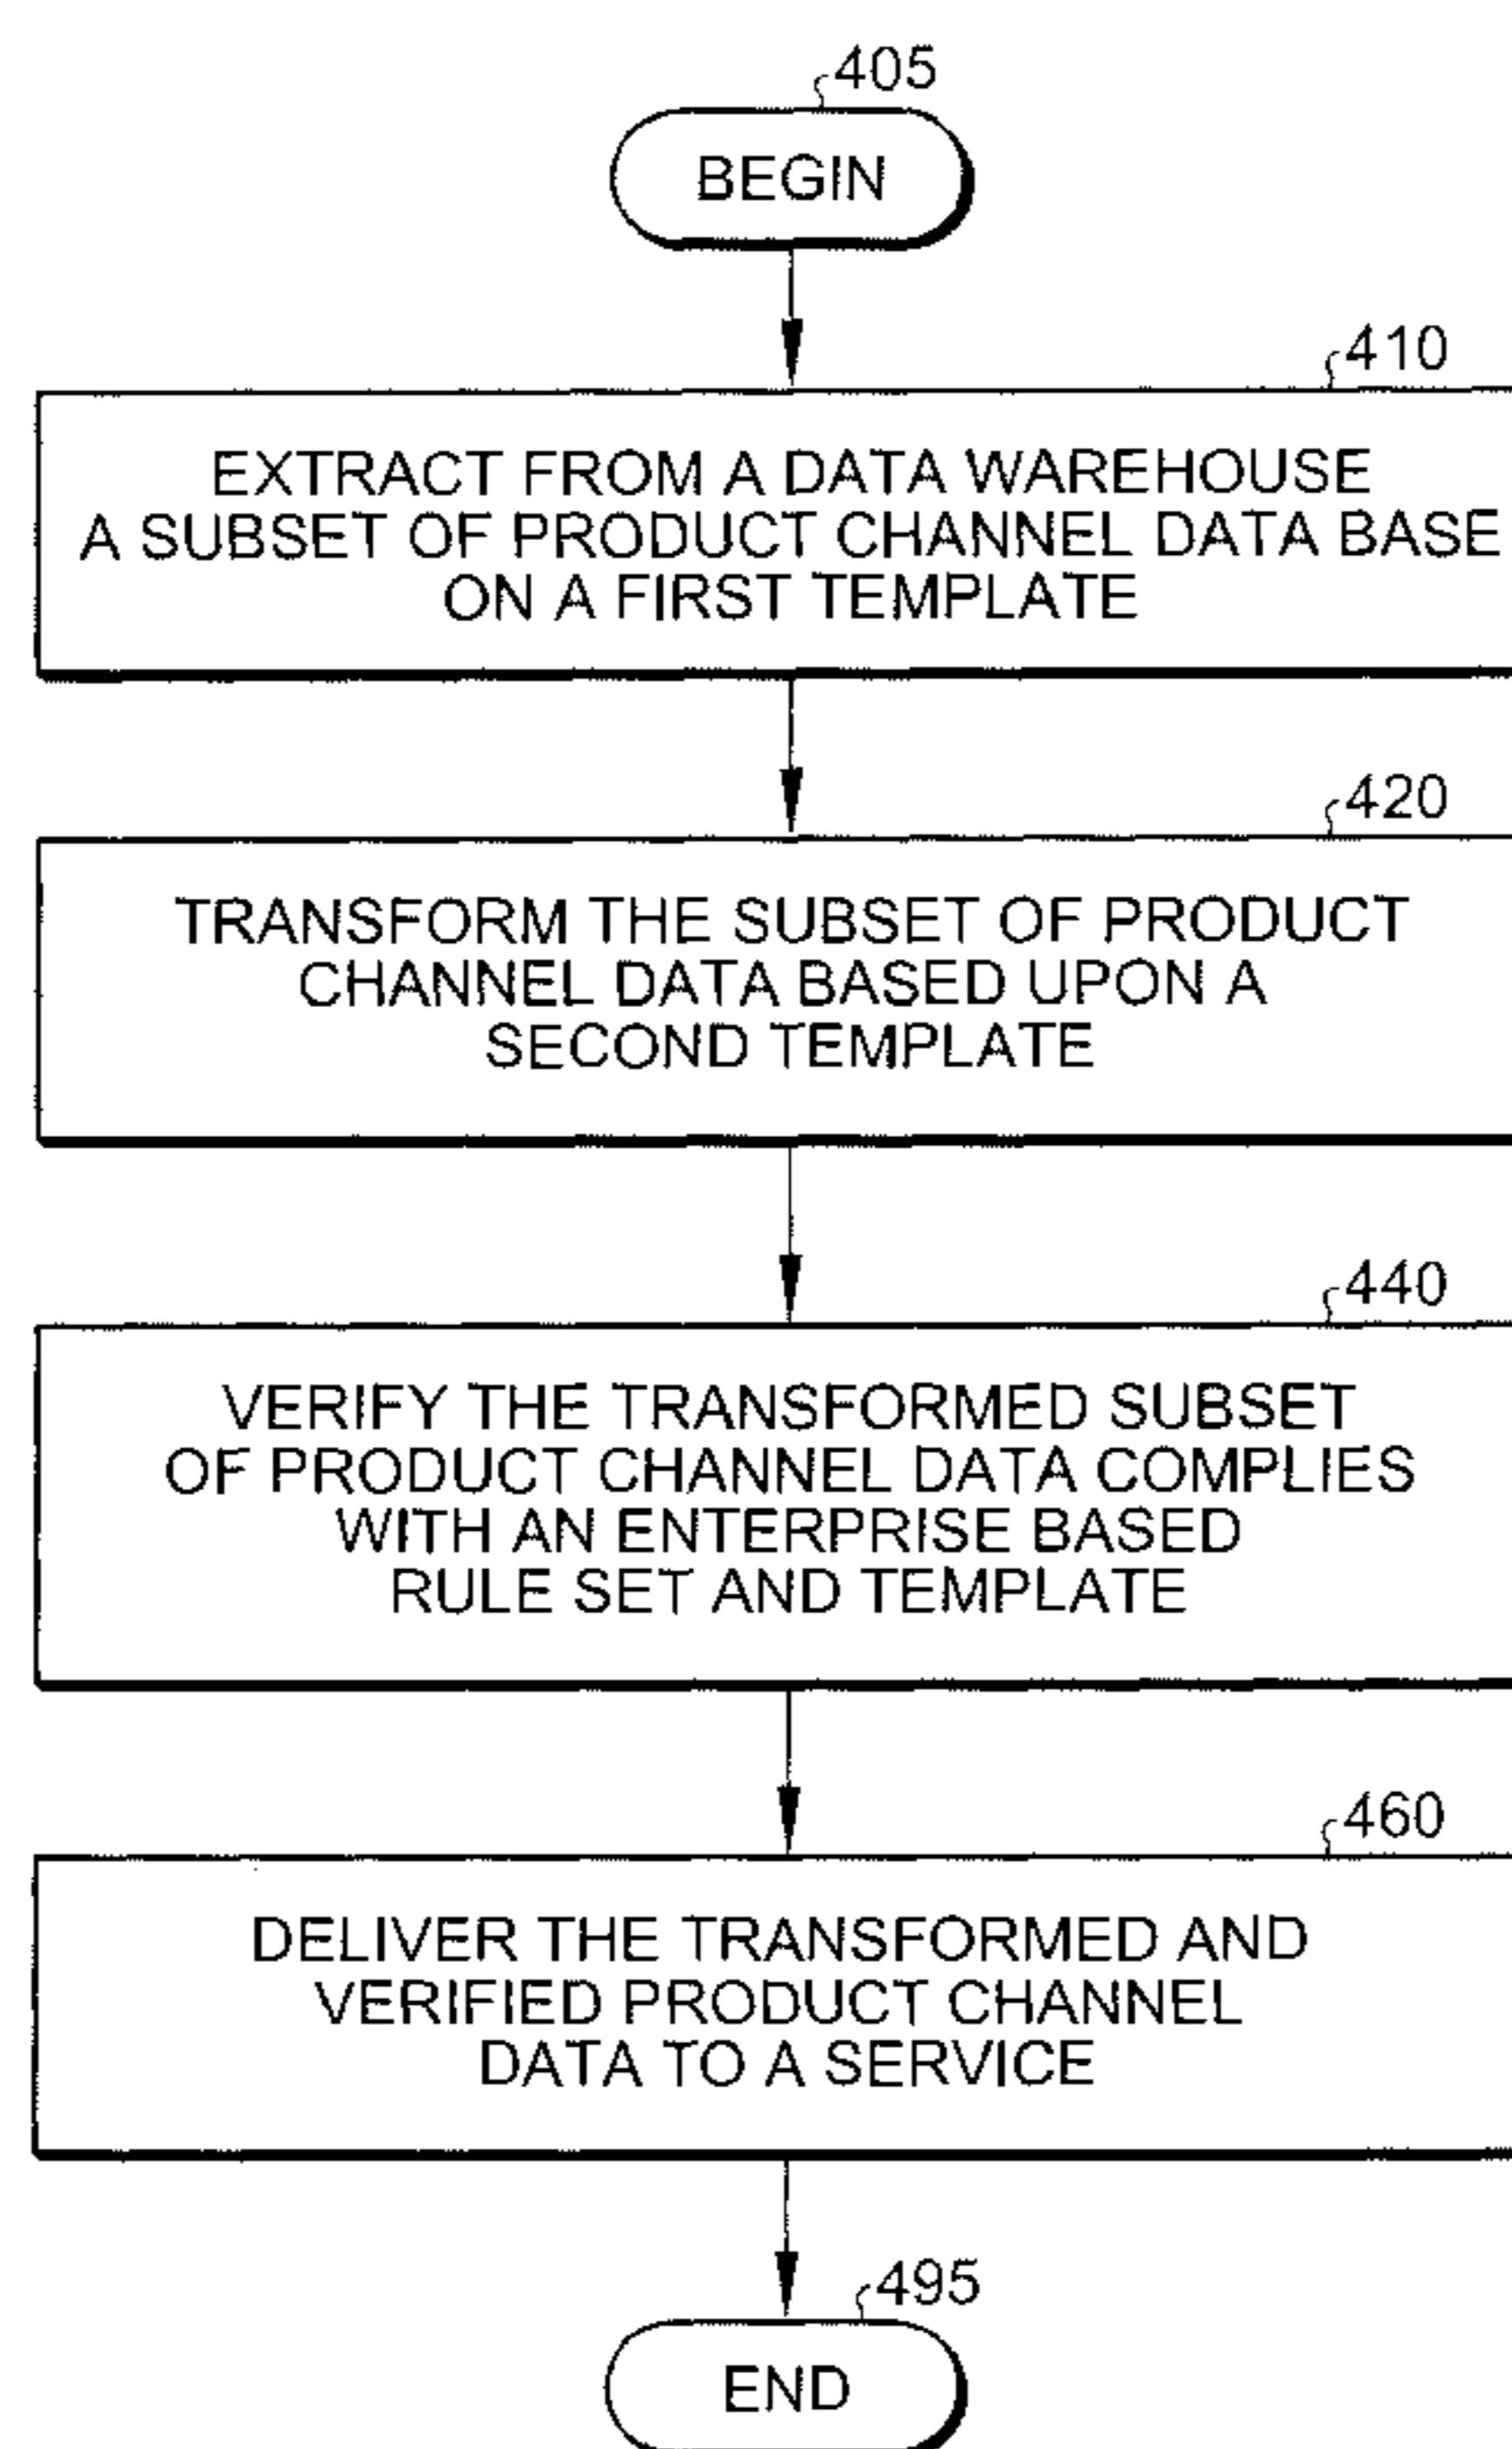 405
BEGIN
410
EXTRACT FROM A DATA WAREHOUSE
A SUBSET OF PRODUCT CHANNEL DATA BASE
ON A FIRST TEMPLATE
420
TRANSFORM THE SUBSET OF PRODUCT
CHANNEL DATA BASED UPON A
SECOND TEMPLATE
440
VERIFY THE TRANSFORMED SUBSET
OF PRODUCT CHANNEL DATA COMPLIES
WITH AN ENTERPRISE BASED
RULE SET AND TEMPLATE
460
DELIVER THE TRANSFORMED AND
VERIFIED PRODUCT CHANNEL
DATA TO A SERVICE
495
END